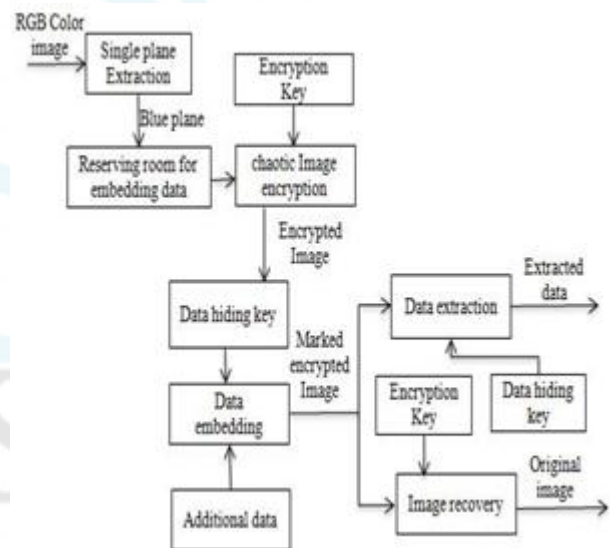 RGB Color
image
Single plane
Extraction
Encryption
Key
Blue plane
Reserving room for
embedding data
chaotic Image
encryption
Encrypted
Image
Data hiding key
Marked
encrypted
Image
Data extraction
Extracted
data
Data
embedding
Encryption
Key
Data hiding
key
Additional data
Image recovery
Original
image